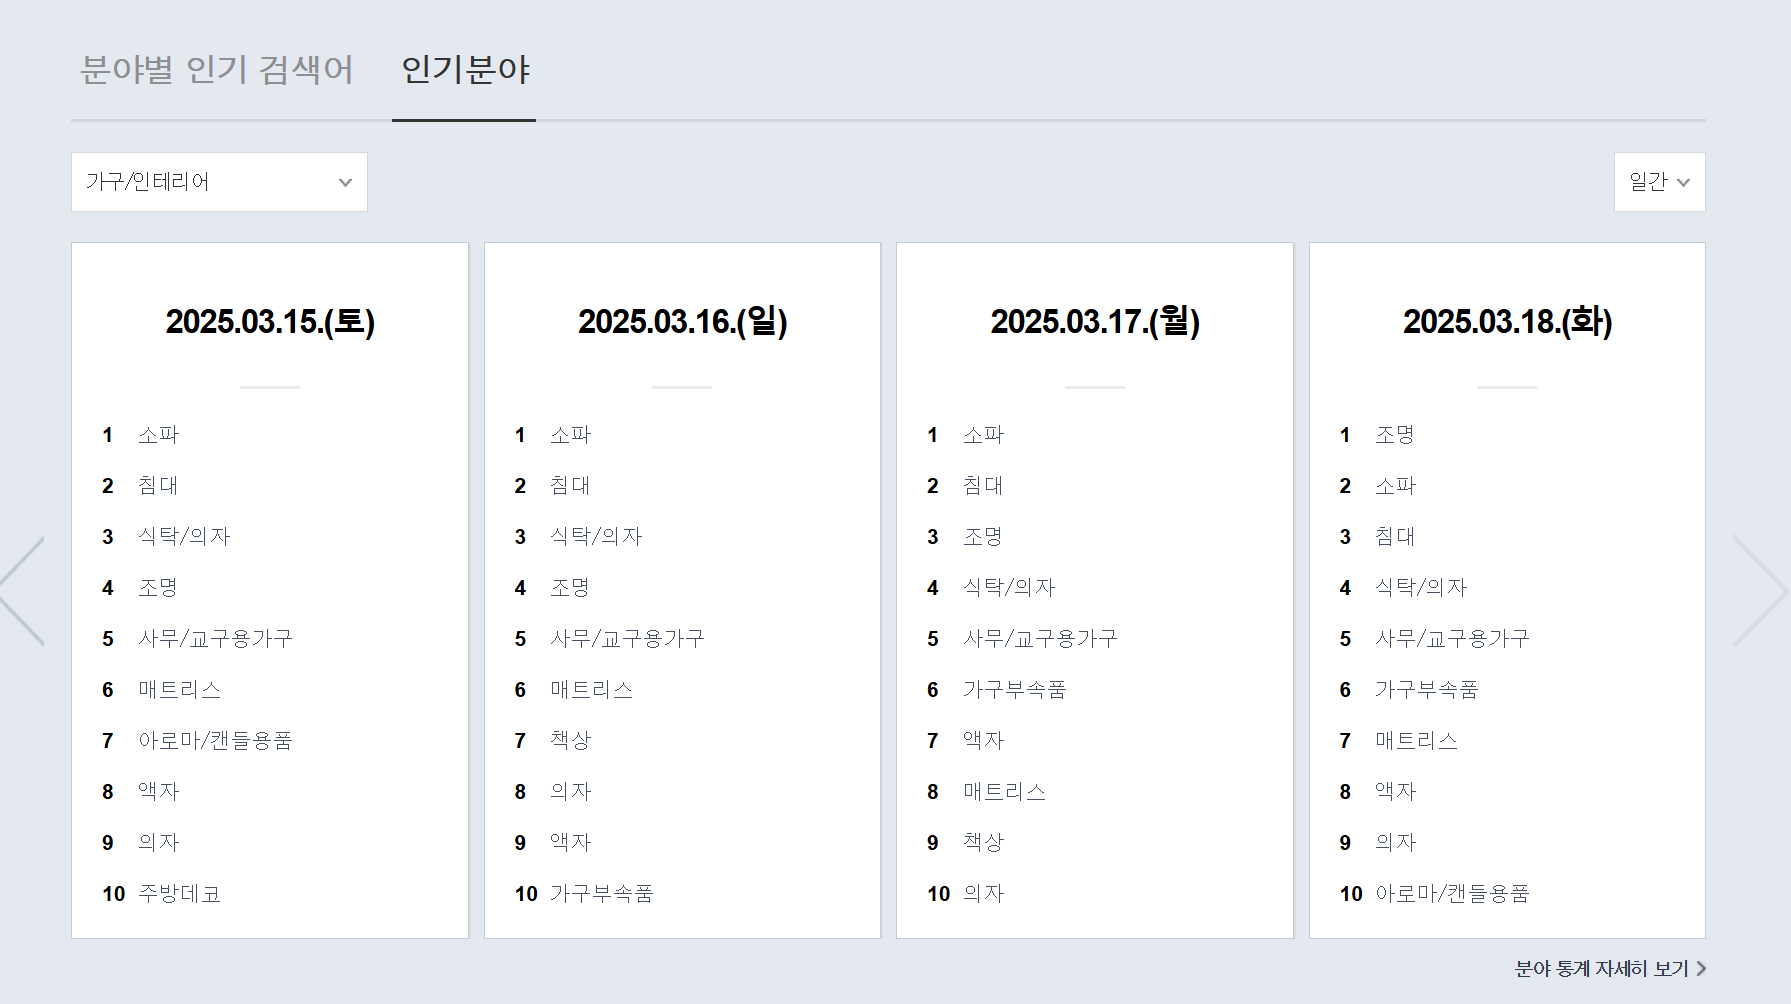 분야별 인기 검색어 인기분야
가구/인테리어 일간
2025.03.15.(토)
1 소파
2 침대
3 식탁/의자
4 조명
5 사무/교구용가구
6 매트리스
7 아로마/캔들용품
8 액자
9 의자
10 주방데코
2025.03.16.(일)
1 소파
2 침대
3 식탁/의자
4 조명
5 사무/교구용가구
6 매트리스
7 책상
8 의자
9 액자
10 가구부속품
2025.03.17.(월)
1 소파
2 침대
3 조명
4 식탁/의자
5 사무/교구용가구
6 가구부속품
7 액자
8 매트리스
9 책상
10 의자
2025.03.18.(화)
1 조명
2 소파
3 침대
4 식탁/의자
5 사무/교구용가구
6 가구부속품
7 매트리스
8 액자
9 의자
10 아로마/캔들용품
분야 통계 자세히 보기